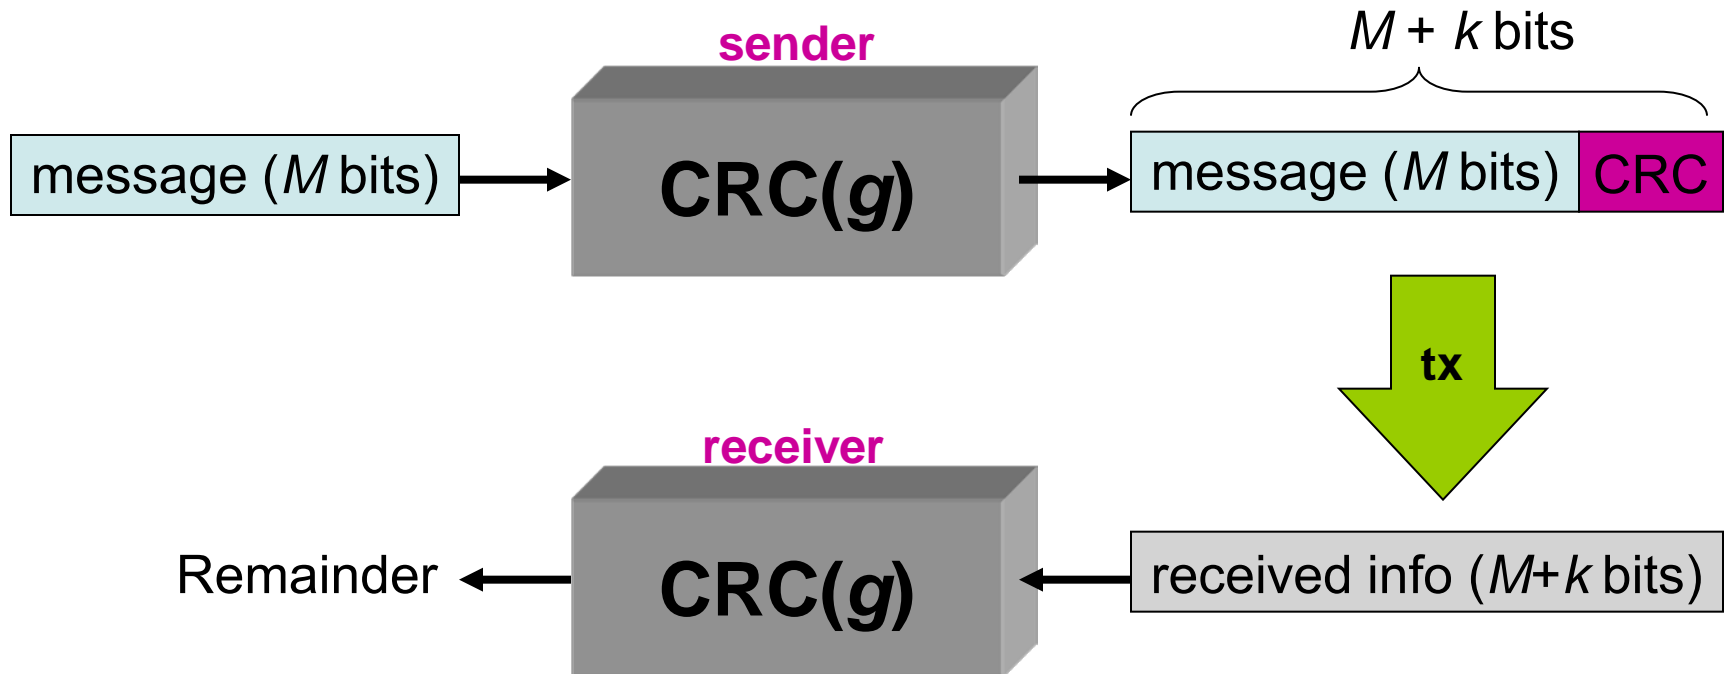 sender
M + k bits
message (M bits)
CRC(g)
message (M bits)
CRC
tx
receiver
Remainder
CRC(g)
received info (M+k bits)